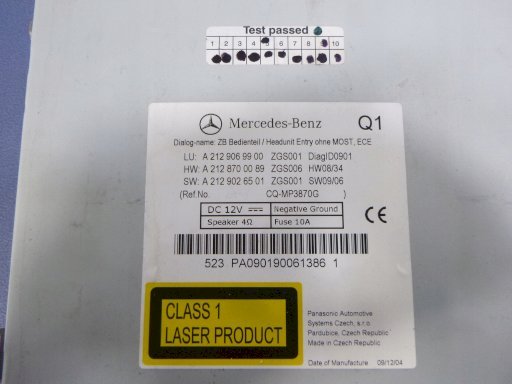 Test passed
1 2 3 4 5 6 7 8 10
Mercedes-Benz Q1
Dialog-name: ZB Bedienteil / Headunit Entry ohne MOST, ECE
LU: A 212 906 99 00 ZGS001 DiagID0901
HW: A 212 870 00 89 ZGS006 HW08/34
SW: A 212 902 65 01 ZGS001 SW09/06
(Ref.No. CQ-MP3870G )
DC 12V Negative Ground
Speaker 4Ω Fuse 10A
CE
523 PA090190061386 1
CLASS 1
LASER PRODUCT
Panasonic Automotive
Systems Czech, s.r.o.
Pardubice, Czech Republic
Made in Czech Republic
Date of Manufacture 09/12/04